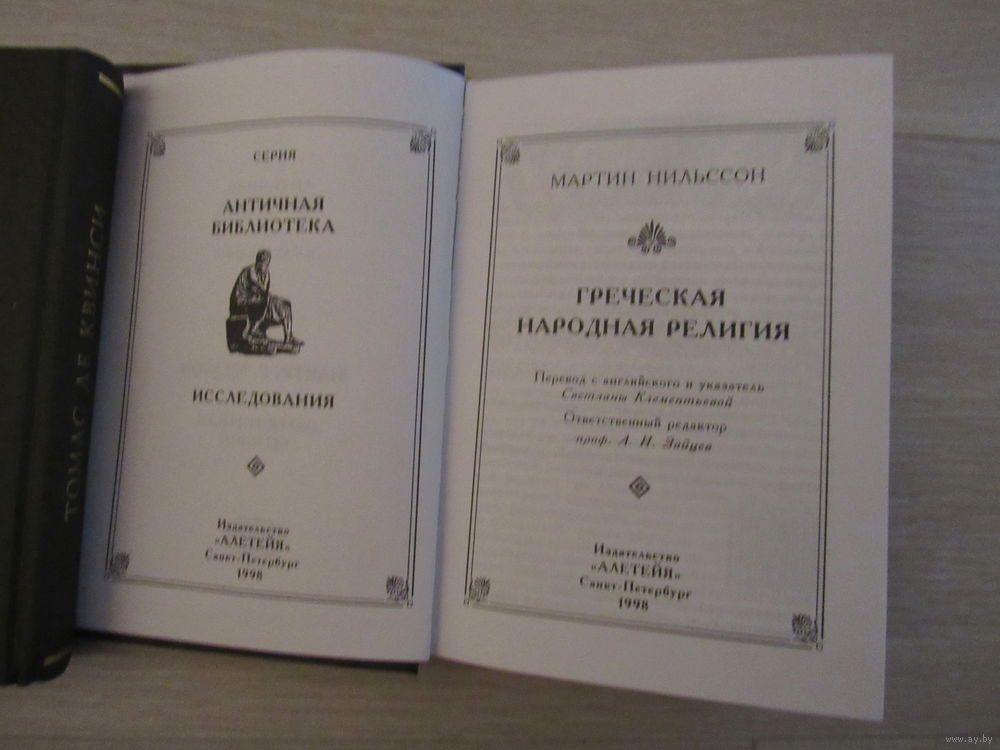 ТОМАС ДЕ КВИНСИ
СЕРИЯ
АНТИЧНАЯ
БИБЛИОТЕКА
ИССЛЕДОВАНИЯ
Издательство
«АЛЕТЕЙЯ»
Санкт-Петербург
1998
МАРТИН НИЛЬССОН
ГРЕЧЕСКАЯ
НАРОДНАЯ РЕЛИГИЯ
Перевод с английского и указатель
Светланы Клементьевой
Ответственный редактор
проф. А. И. Зайцев
Издательство
«АЛЕТЕЙЯ»
Санкт-Петербург
1998
www.ay.by